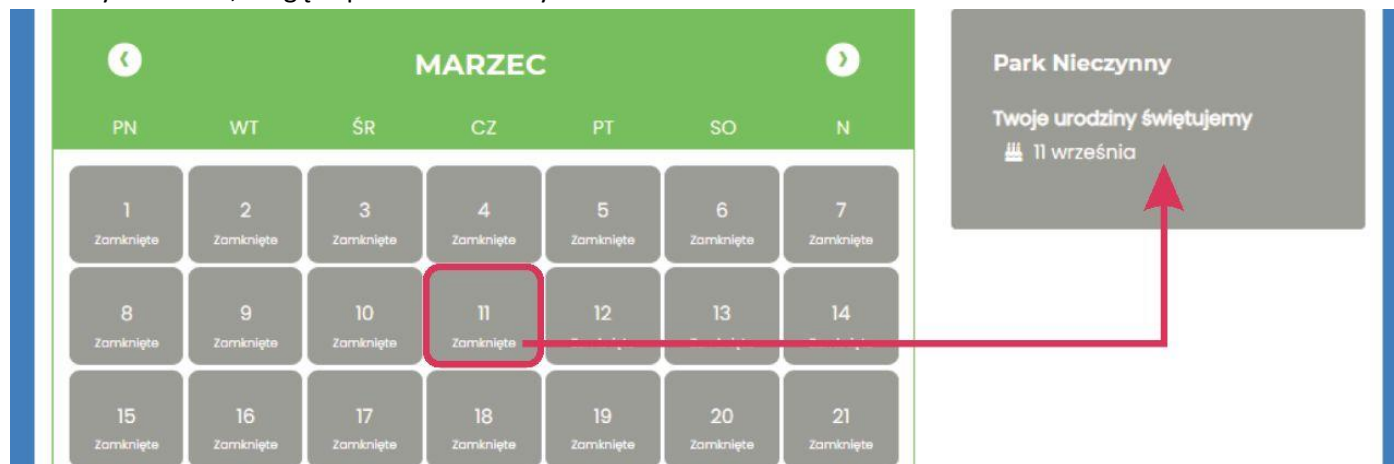 MARZEC
PN WT ŚR CZ PT SO N
1 2 3 4 5 6 7
Zamknięte Zamknięte Zamknięte Zamknięte Zamknięte Zamknięte Zamknięte
8 9 10 11 12 13 14
Zamknięte Zamknięte Zamknięte Zamknięte
15 16 17 18 19 20 21
Zamknięte Zamknięte Zamknięte Zamknięte Zamknięte Zamknięte Zamknięte
Park Nieczynny
Twoje urodziny świętujemy
11 września